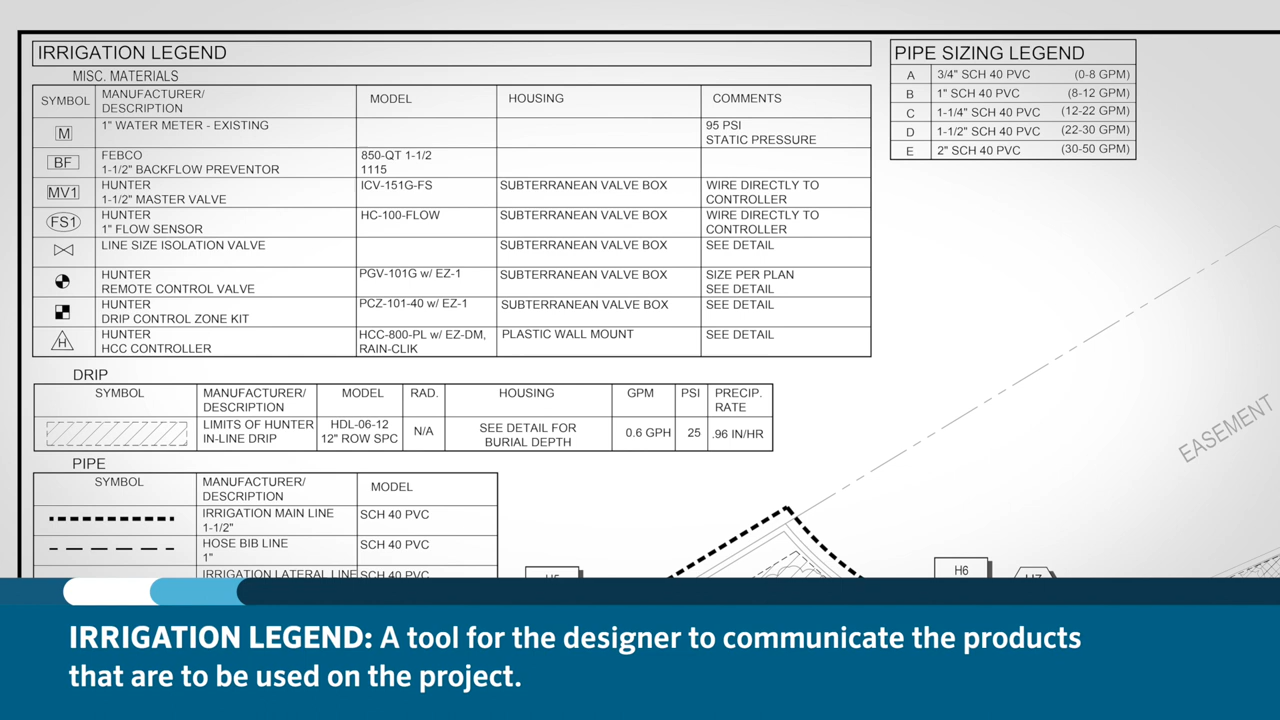 IRRIGATION LEGEND
MISC. MATERIALS
SYMBOL MANUFACTURER/ DESCRIPTION MODEL HOUSING COMMENTS
M 1" WATER METER - EXISTING 95 PSI STATIC PRESSURE
BF FEBCO 1-1/2" BACKFLOW PREVENTOR 850-QT 1-1/2 1115
MV1 HUNTER 1-1/2" MASTER VALVE ICV-151G-FS SUBTERRANEAN VALVE BOX WIRE DIRECTLY TO CONTROLLER
FS1 HUNTER 1" FLOW SENSOR HC-100-FLOW SUBTERRANEAN VALVE BOX WIRE DIRECTLY TO CONTROLLER
LINE SIZE ISOLATION VALVE SUBTERRANEAN VALVE BOX SEE DETAIL
HUNTER REMOTE CONTROL VALVE PGV-101G w/ EZ-1 SUBTERRANEAN VALVE BOX SIZE PER PLAN SEE DETAIL
HUNTER DRIP CONTROL ZONE KIT PCZ-101-40 w/ EZ-1 SUBTERRANEAN VALVE BOX SEE DETAIL
H HUNTER HCC CONTROLLER HCC-800-PL w/ EZ-DM, RAIN-CLIK PLASTIC WALL MOUNT SEE DETAIL
DRIP
SYMBOL MANUFACTURER/ DESCRIPTION MODEL RAD. HOUSING GPM PSI PRECIP. RATE
LIMITS OF HUNTER IN-LINE DRIP HDL-06-12 12" ROW SPC N/A SEE DETAIL FOR BURIAL DEPTH 0.6 GPH 25 .96 IN/HR
PIPE
SYMBOL MANUFACTURER/ DESCRIPTION MODEL
IRRIGATION MAIN LINE 1-1/2" SCH 40 PVC
HOSE BIB LINE 1" SCH 40 PVC
IRRIGATION LATERAL LINE SCH 40 PVC
PIPE SIZING LEGEND
A 3/4" SCH 40 PVC (0-8 GPM)
B 1" SCH 40 PVC (8-12 GPM)
C 1-1/4" SCH 40 PVC (12-22 GPM)
D 1-1/2" SCH 40 PVC (22-30 GPM)
E 2" SCH 40 PVC (30-50 GPM)
EASEMENT
H6
IRRIGATION LEGEND: A tool for the designer to communicate the products
that are to be used on the project.